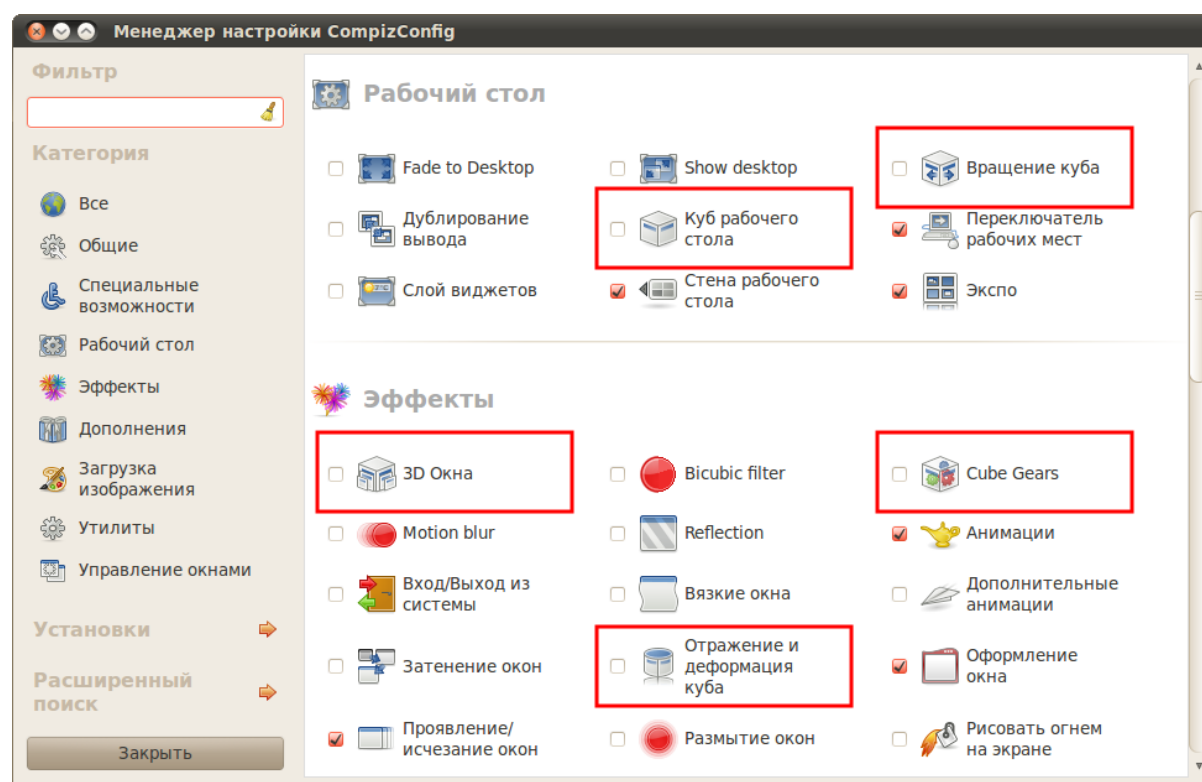 Менеджер настройки CompizConfig
Фильтр
Категория
Все
Общие
Специальные
возможности
Рабочий стол
Эффекты
Дополнения
Загрузка
изображения
Утилиты
Управление окнами
Установки
Расширенный
поиск
Закрыть
Рабочий стол
Fade to Desktop
Show desktop
Вращение куба
Дублирование
вывода
Куб рабочего
стола
Переключатель
рабочих мест
Слой виджетов
Стена рабочего
стола
Экспо
Эффекты
3D Окна
Bicubic filter
Cube Gears
Motion blur
Reflection
Анимации
Вход/Выход из
системы
Вязкие окна
Дополнительные
анимации
Затенение окон
Отражение и
деформация
куба
Оформление
окна
Проявление/
исчезание окон
Размытие окон
Рисовать огнем
на экране